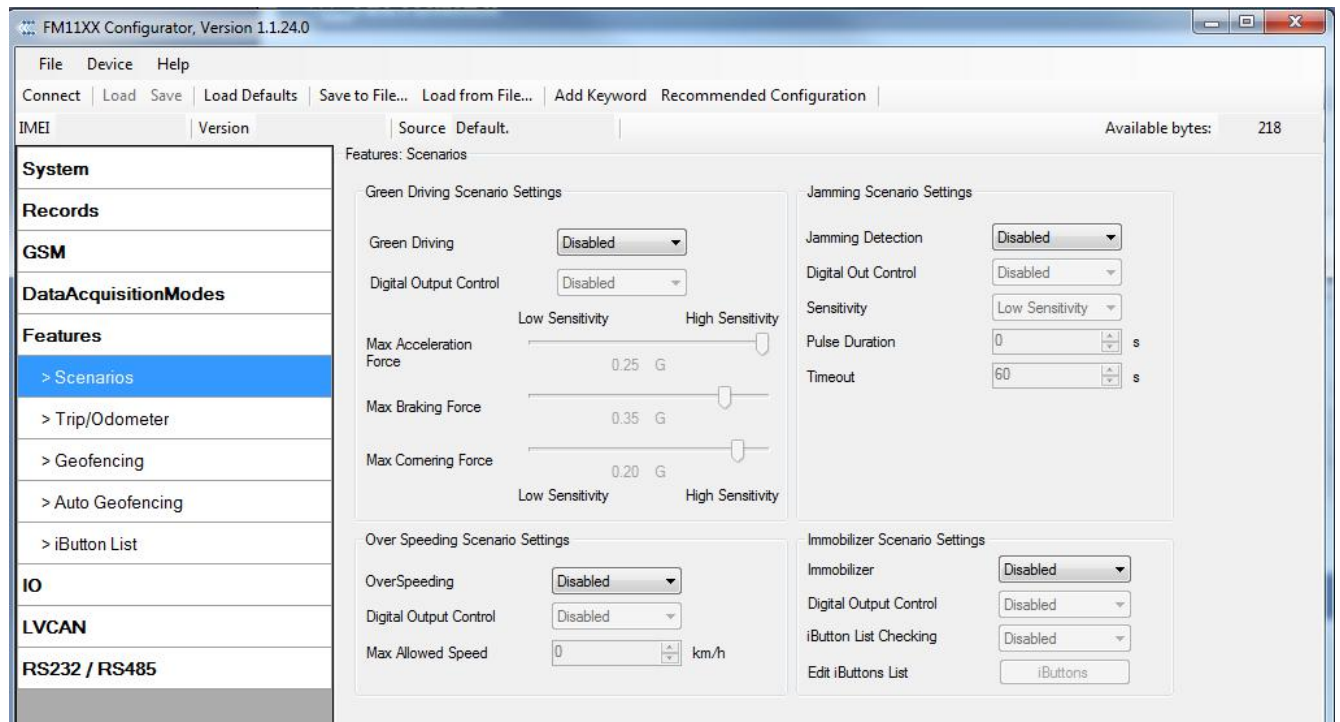 FM11XX Configurator, Version 1.1.24.0
File Device Help
Connect Load Save Load Defaults Save to File... Load from File... Add Keyword Recommended Configuration
IMEI Version Source Default. Available bytes: 218
System
Records
GSM
DataAcquisitionModes
Features
> Scenarios
> Trip/Odometer
> Geofencing
> Auto Geofencing
> iButton List
IO
LVCAN
RS232 / RS485
Features: Scenarios
Green Driving Scenario Settings
Green Driving Disabled
Digital Output Control Disabled
Low Sensitivity High Sensitivity
Max Acceleration
Force
0.25 G
Max Braking Force
0.35 G
Max Cornering Force
0.20 G
Low Sensitivity High Sensitivity
Jamming Scenario Settings
Jamming Detection Disabled
Digital Out Control Disabled
Sensitivity Low Sensitivity
Pulse Duration 0 s
Timeout 60 s
Over Speeding Scenario Settings
OverSpeeding Disabled
Digital Output Control Disabled
Max Allowed Speed 0 km/h
Immobilizer Scenario Settings
Immobilizer Disabled
Digital Output Control Disabled
iButton List Checking Disabled
Edit iButtons List iButtons